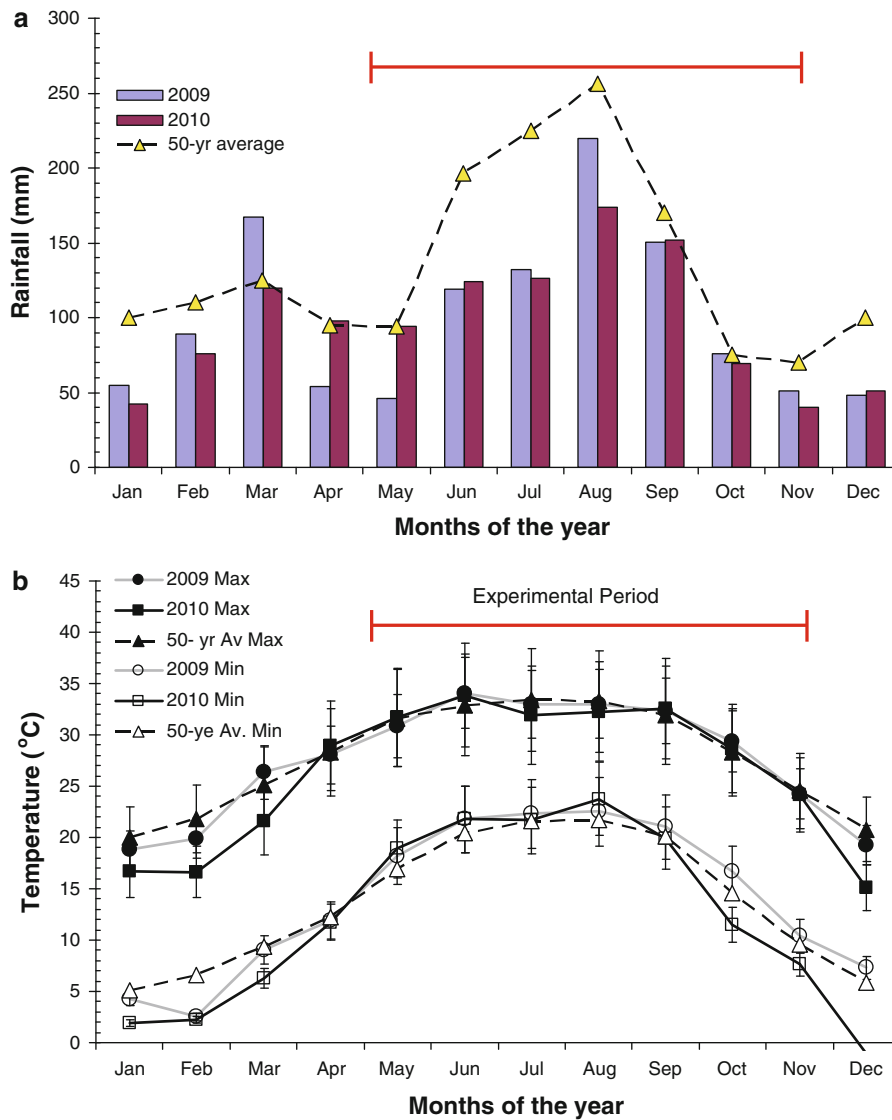 a
300
250
200
150
100
50
0
Rainfall (mm)
2009
2010
50-yr average
Jan Feb Mar Apr May Jun Jul Aug Sep Oct Nov Dec
Months of the year
b
45
40
35
30
25
20
15
10
5
0
Temperature (°C)
2009 Max
2010 Max
50- yr Av Max
2009 Min
2010 Min
50-ye Av. Min
Experimental Period
Jan Feb Mar Apr May Jun Jul Aug Sep Oct Nov Dec
Months of the year